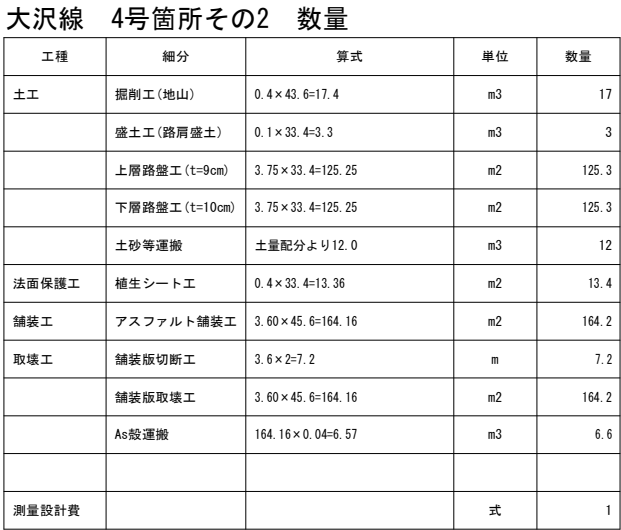 大沢線　4号箇所その2　数量
工種 細分 算式 単位 数量
土工 掘削工(地山) 0.4×43.6=17.4 m3 17
盛土工(路肩盛土) 0.1×33.4=3.3 m3 3
上層路盤工(t=9cm) 3.75×33.4=125.25 m2 125.3
下層路盤工(t=10cm) 3.75×33.4=125.25 m2 125.3
土砂等運搬 土量配分より12.0 m3 12
法面保護工 植生シート工 0.4×33.4=13.36 m2 13.4
舗装工 アスファルト舗装工 3.60×45.6=164.16 m2 164.2
取壊工 舗装版切断工 3.6×2=7.2 m 7.2
舗装版取壊工 3.60×45.6=164.16 m2 164.2
As殻運搬 164.16×0.04=6.57 m3 6.6
測量設計費 式 1